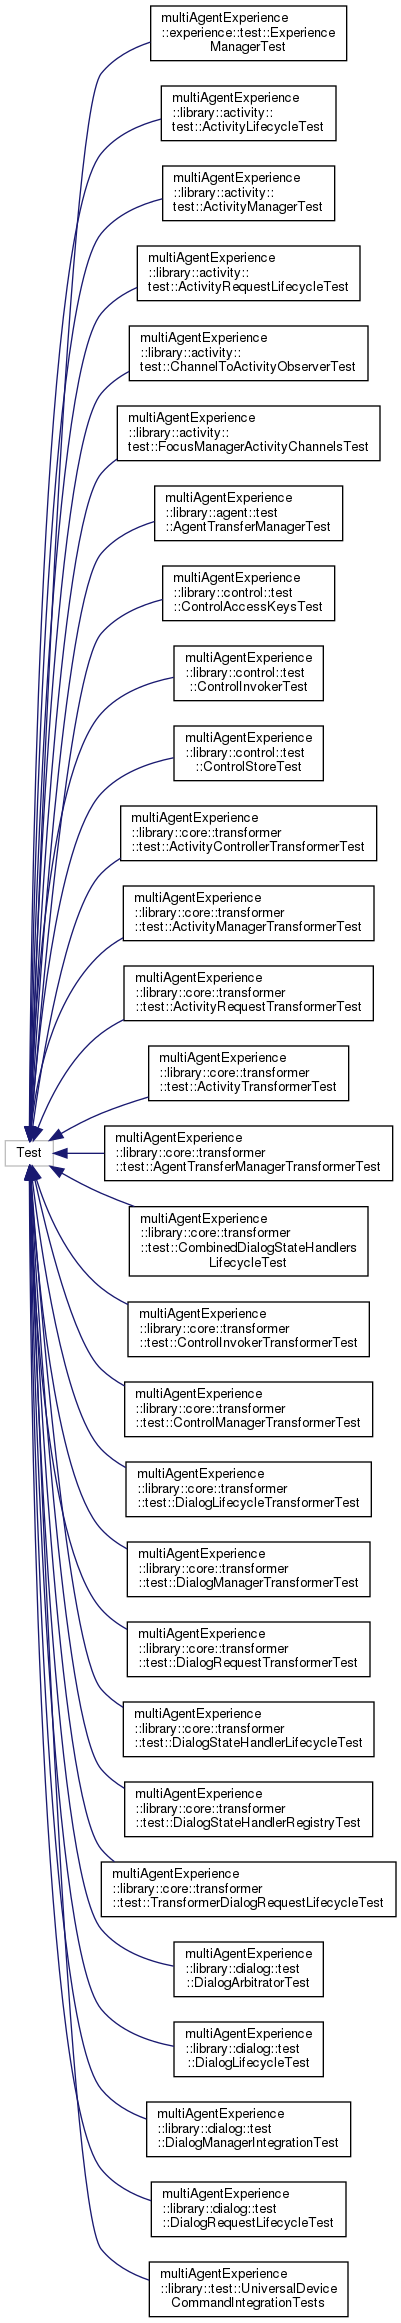 multiAgentExperience
::experience::test::Experience
ManagerTest
multiAgentExperience
::library::activity::
test::ActivityLifecycleTest
multiAgentExperience
::library::activity::
test::ActivityManagerTest
multiAgentExperience
::library::activity::
test::ActivityRequestLifecycleTest
multiAgentExperience
::library::activity::
test::ChannelToActivityObserverTest
multiAgentExperience
::library::activity::
test::FocusManagerActivityChannelsTest
multiAgentExperience
::library::agent::test
::AgentTransferManagerTest
multiAgentExperience
::library::control::test
::ControlAccessKeysTest
multiAgentExperience
::library::control::test
::ControlInvokerTest
multiAgentExperience
::library::control::test
::ControlStoreTest
multiAgentExperience
::library::core::transformer
::test::ActivityControllerTransformerTest
multiAgentExperience
::library::core::transformer
::test::ActivityManagerTransformerTest
multiAgentExperience
::library::core::transformer
::test::ActivityRequestTransformerTest
multiAgentExperience
::library::core::transformer
::test::ActivityTransformerTest
Test
multiAgentExperience
::library::core::transformer
::test::AgentTransferManagerTransformerTest
multiAgentExperience
::library::core::transformer
::test::CombinedDialogStateHandlers
LifecycleTest
multiAgentExperience
::library::core::transformer
::test::ControlInvokerTransformerTest
multiAgentExperience
::library::core::transformer
::test::ControlManagerTransformerTest
multiAgentExperience
::library::core::transformer
::test::DialogLifecycleTransformerTest
multiAgentExperience
::library::core::transformer
::test::DialogManagerTransformerTest
multiAgentExperience
::library::core::transformer
::test::DialogRequestTransformerTest
multiAgentExperience
::library::core::transformer
::test::DialogStateHandlerLifecycleTest
multiAgentExperience
::library::core::transformer
::test::DialogStateHandlerRegistryTest
multiAgentExperience
::library::core::transformer
::test::TransformerDialogRequestLifecycleTest
multiAgentExperience
::library::dialog::test
::DialogArbitratorTest
multiAgentExperience
::library::dialog::test
::DialogLifecycleTest
multiAgentExperience
::library::dialog::test
::DialogManagerIntegrationTest
multiAgentExperience
::library::dialog::test
::DialogRequestLifecycleTest
multiAgentExperience
::library::test::UniversalDevice
CommandIntegrationTests